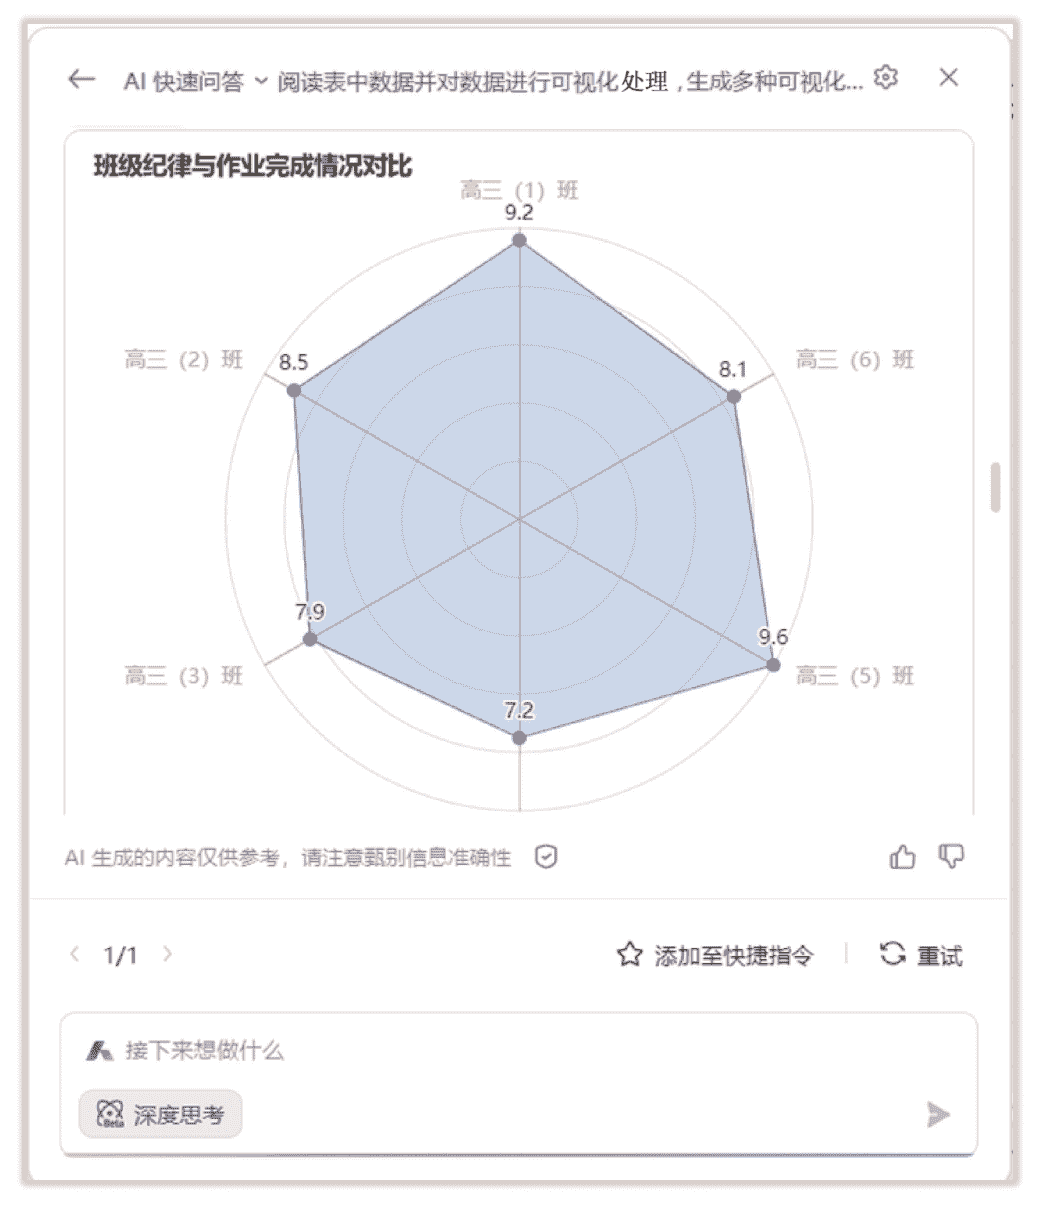 AI 快速问答 阅读表中数据并对数据进行可视化处理，生成多种可视化...
班级纪律与作业完成情况对比
高三（1）班
9.2
高三（2）班
8.5
8.1
高三（6）班
7.9
9.6
高三（3）班
高三（5）班
7.2
AI 生成的内容仅供参考，请注意甄别信息准确性
1/1
添加至快捷指令
重试
接下来想做什么
Beta
深度思考